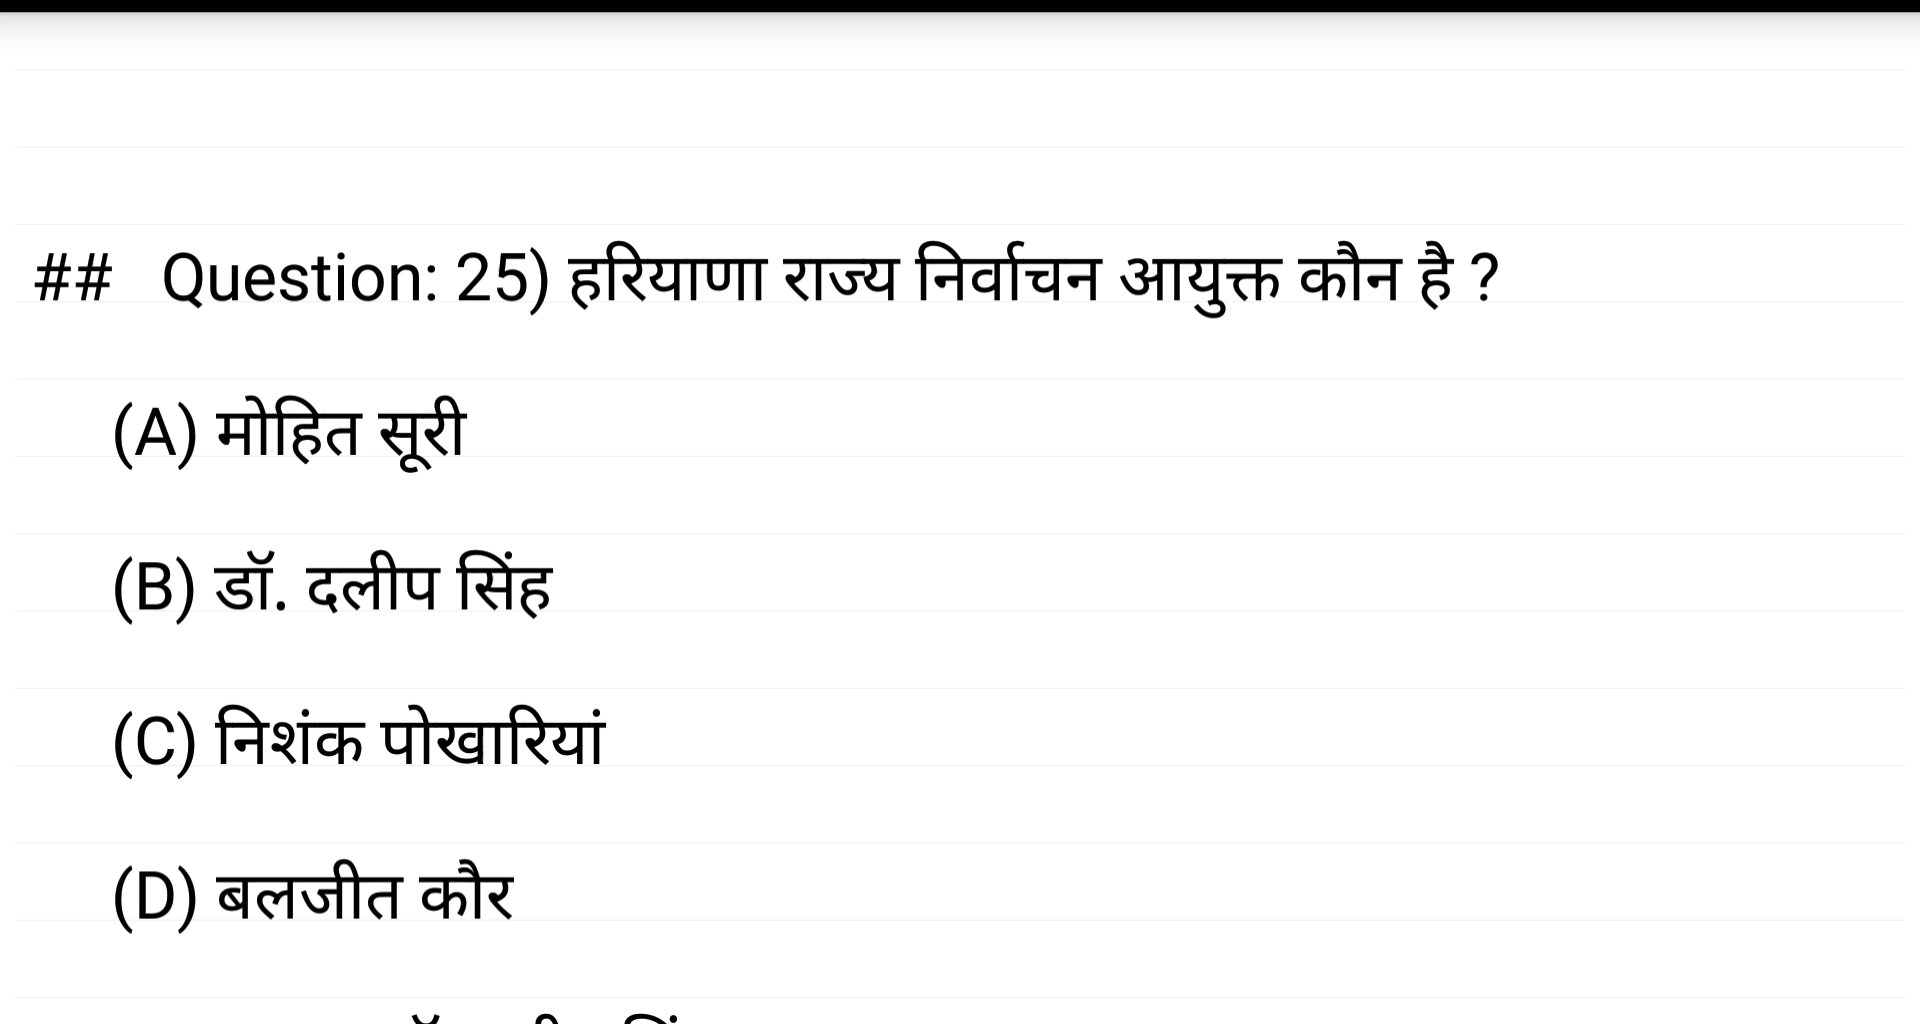 ## Question: 25) हरियाणा राज्य निर्वाचन आयुक्त कौन है ?
(A) मोहित सूरी
(B) डॉ. दलीप सिंह
(C) निशंक पोखारियां
(D) बलजीत कौर